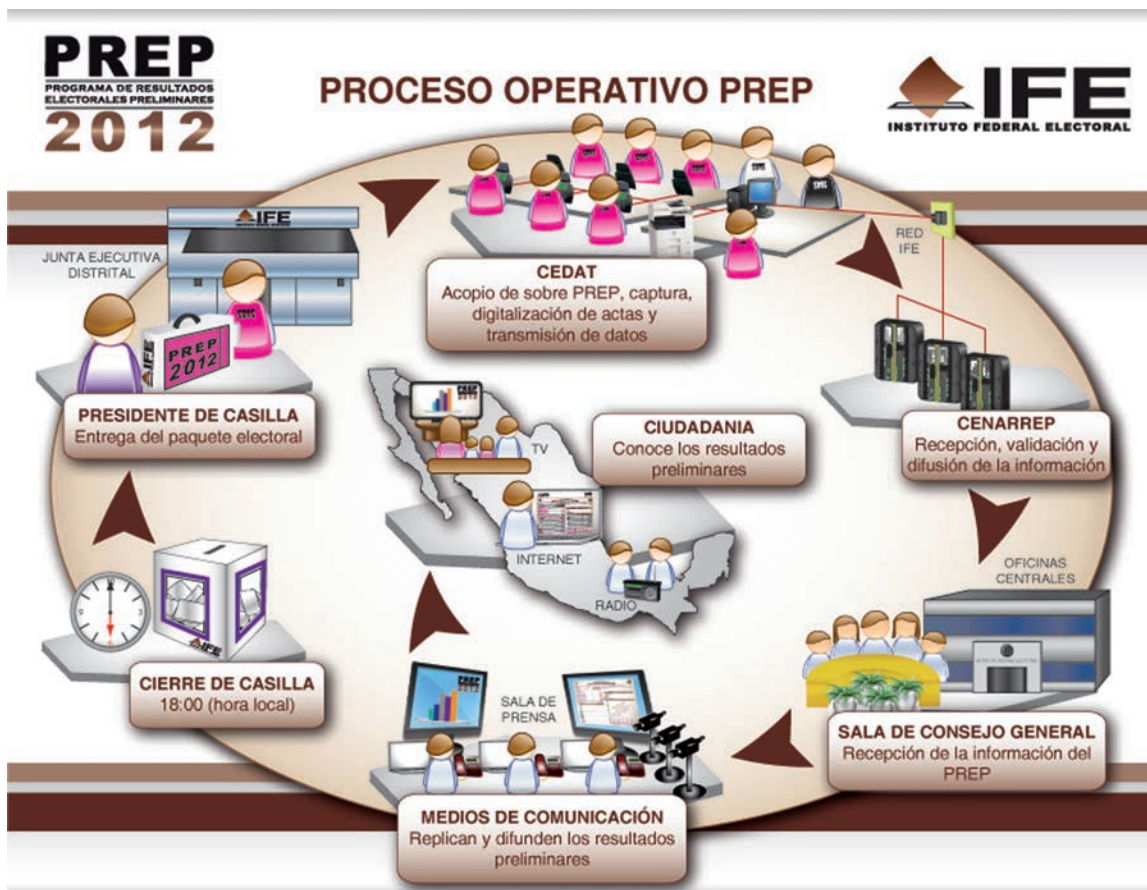 PREP
PROGRAMA DE RESULTADOS
ELECTORALES PRELIMINARES
2012
PROCESO OPERATIVO PREP
IFE
INSTITUTO FEDERAL ELECTORAL
JUNTA EJECUTIVA
DISTRITAL
IFE
IFE
PREP
2012
PRESIDENTE DE CASILLA
Entrega del paquete electoral
CEDAT
Acopio de sobre PREP, captura,
digitalización de actas y
transmisión de datos
RED
IFE
CENARREP
Recepción, validación y
difusión de la información
CIUDADANIA
Conoce los resultados
preliminares
PREP
2012
TV
INTERNET
RADIO
IFE
CIERRE DE CASILLA
18:00 (hora local)
OFICINAS
CENTRALES
SALA DE CONSEJO GENERAL
Recepción de la información del
PREP
SALA DE
PRENSA
PREP
2012
MEDIOS DE COMUNICACIÓN
Replican y difunden los resultados
preliminares